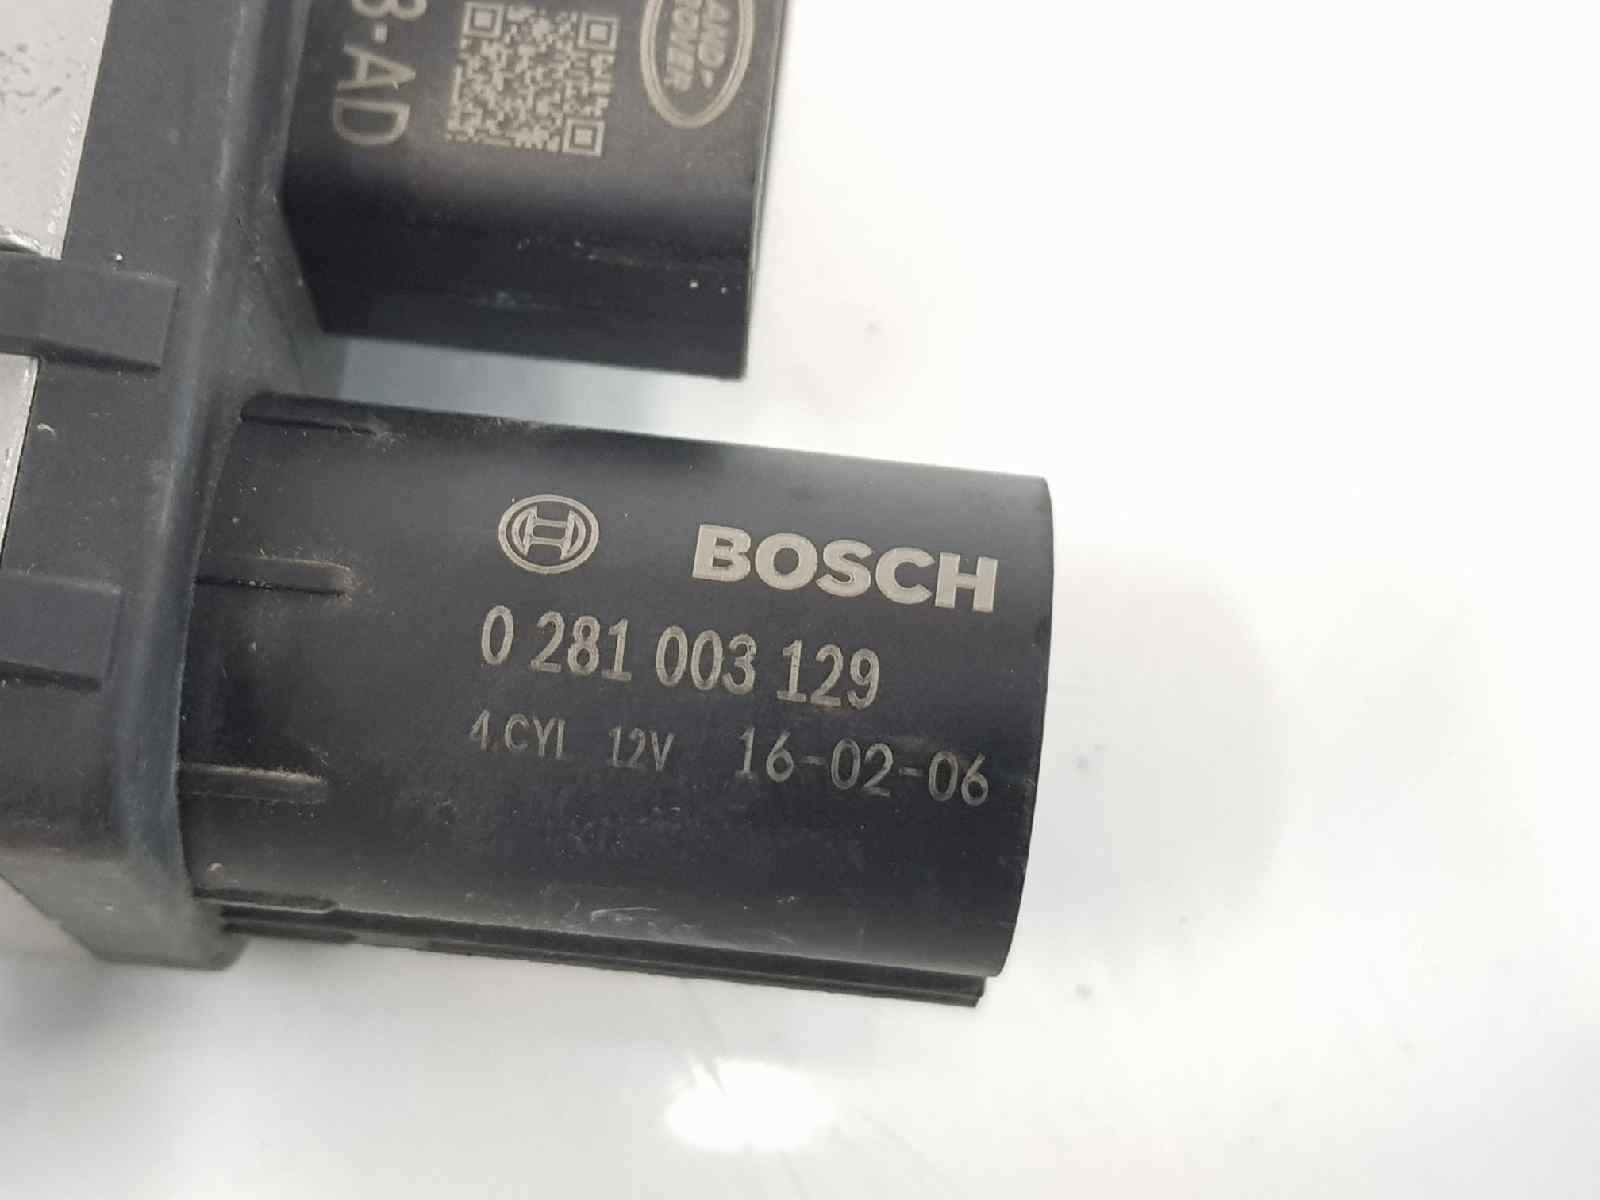 3-AD
LAND-
ROVER
BOSCH
0 281 003 129
4.CYL 12V 16-02-06